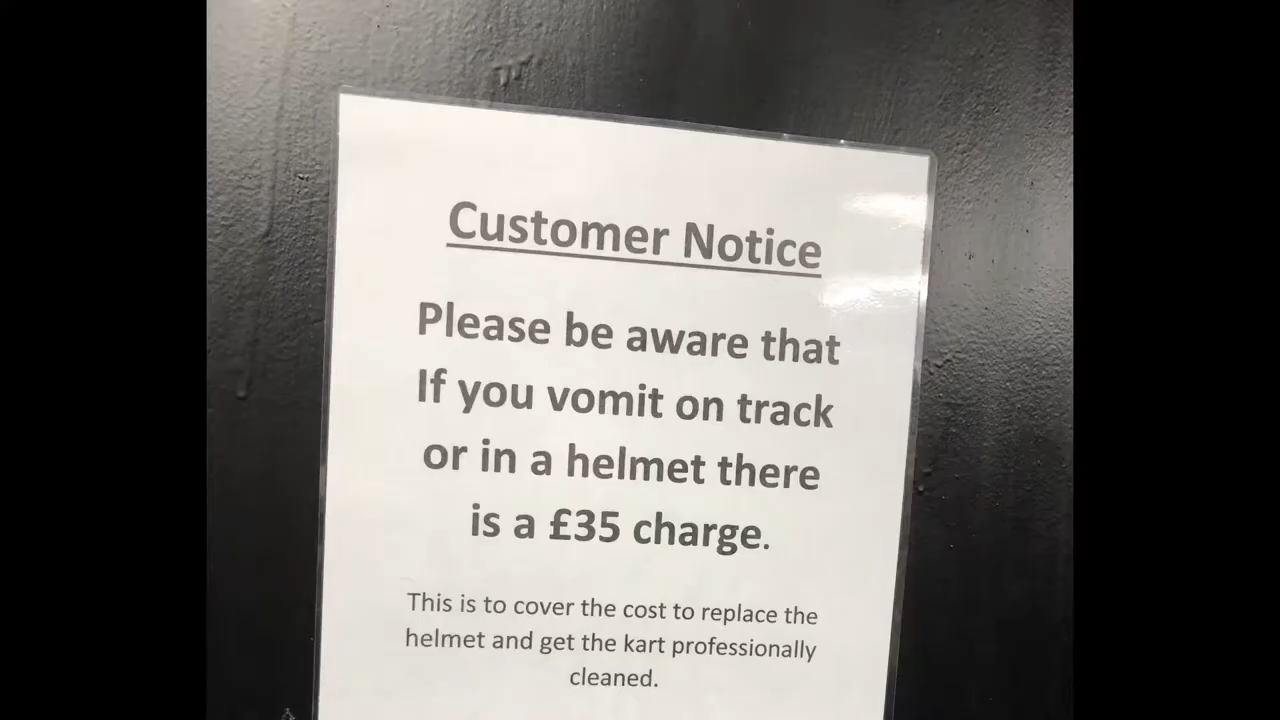 Customer Notice
Please be aware that
If you vomit on track
or in a helmet there
is a £35 charge.
This is to cover the cost to replace the
helmet and get the kart professionally
cleaned.